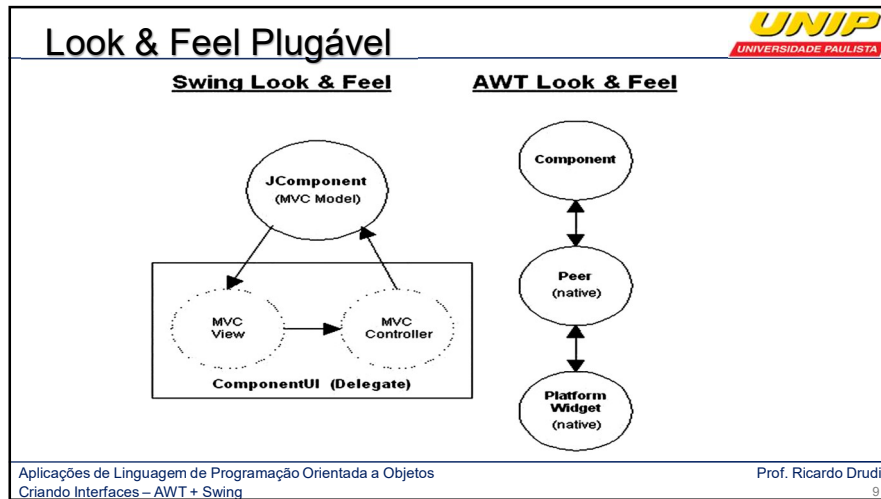 Look & Feel Plugável
UNIP
UNIVERSIDADE PAULISTA
Swing Look & Feel
AWT Look & Feel
JComponent
(MVC Model)
MVC
View
MVC
Controller
ComponentUI (Delegate)
Component
Peer
(native)
Platform
Widget
(native)
Aplicações de Linguagem de Programação Orientada a Objetos
Criando Interfaces – AWT + Swing
Prof. Ricardo Drudi
9